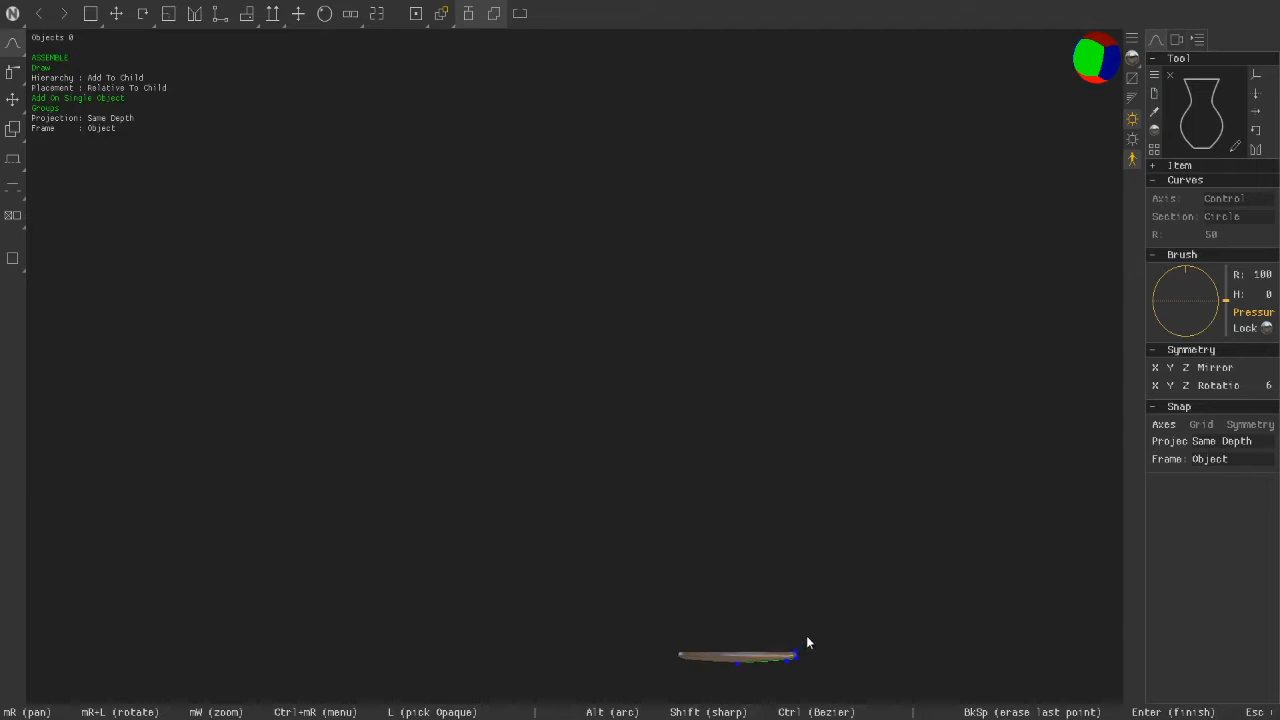 Objects 0
ASSEMBLE
Draw
Hierarchy : Add To Child
Placement : Relative To Child
Add On Single Object
Groups
Projection: Same Depth
Frame : Object
Tool
Item
Curves
Axis: Control
Section: Circle
R: 50
Brush
R: 100
H: 0
Pressur
Lock
Symmetry
X Y Z Mirror
X Y Z Rotatio 6
Snap
Axes Grid Symmetry
Projec Same Depth
Frame: Object
mR (pan) mR+L (rotate) mW (zoom) Ctrl+mR (menu) L (pick Opaque) | Alt (arc) Shift (sharp) Ctrl (Bezier) | BkSp (erase last point) Enter (finish) Esc